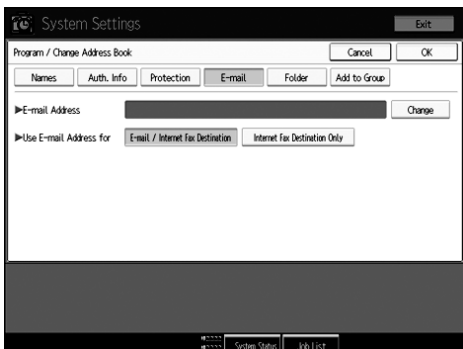 System Settings
Exit
Program / Change Address Book
Cancel
OK
Names
Auth. Info
Protection
E-mail
Folder
Add to Group
▶E-mail Address
Change
▶Use E-mail Address for
E-mail / Internet Fax Destination
Internet Fax Destination Only
System Status
Job List